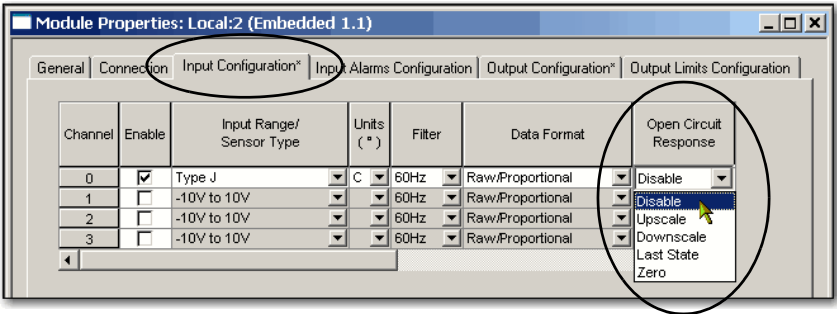 Module Properties: Local:2 (Embedded 1.1)
General Connection Input Configuration* Input Alarms Configuration Output Configuration* Output Limits Configuration
Channel Enable Input Range/ Sensor Type Units (°) Filter Data Format Open Circuit Response
0 Type J C 60Hz Raw/Proportional Disable
1 -10V to 10V 60Hz Raw/Proportional Disable
2 -10V to 10V 60Hz Raw/Proportional Upscale
3 -10V to 10V 60Hz Raw/Proportional Downscale
Last State
Zero